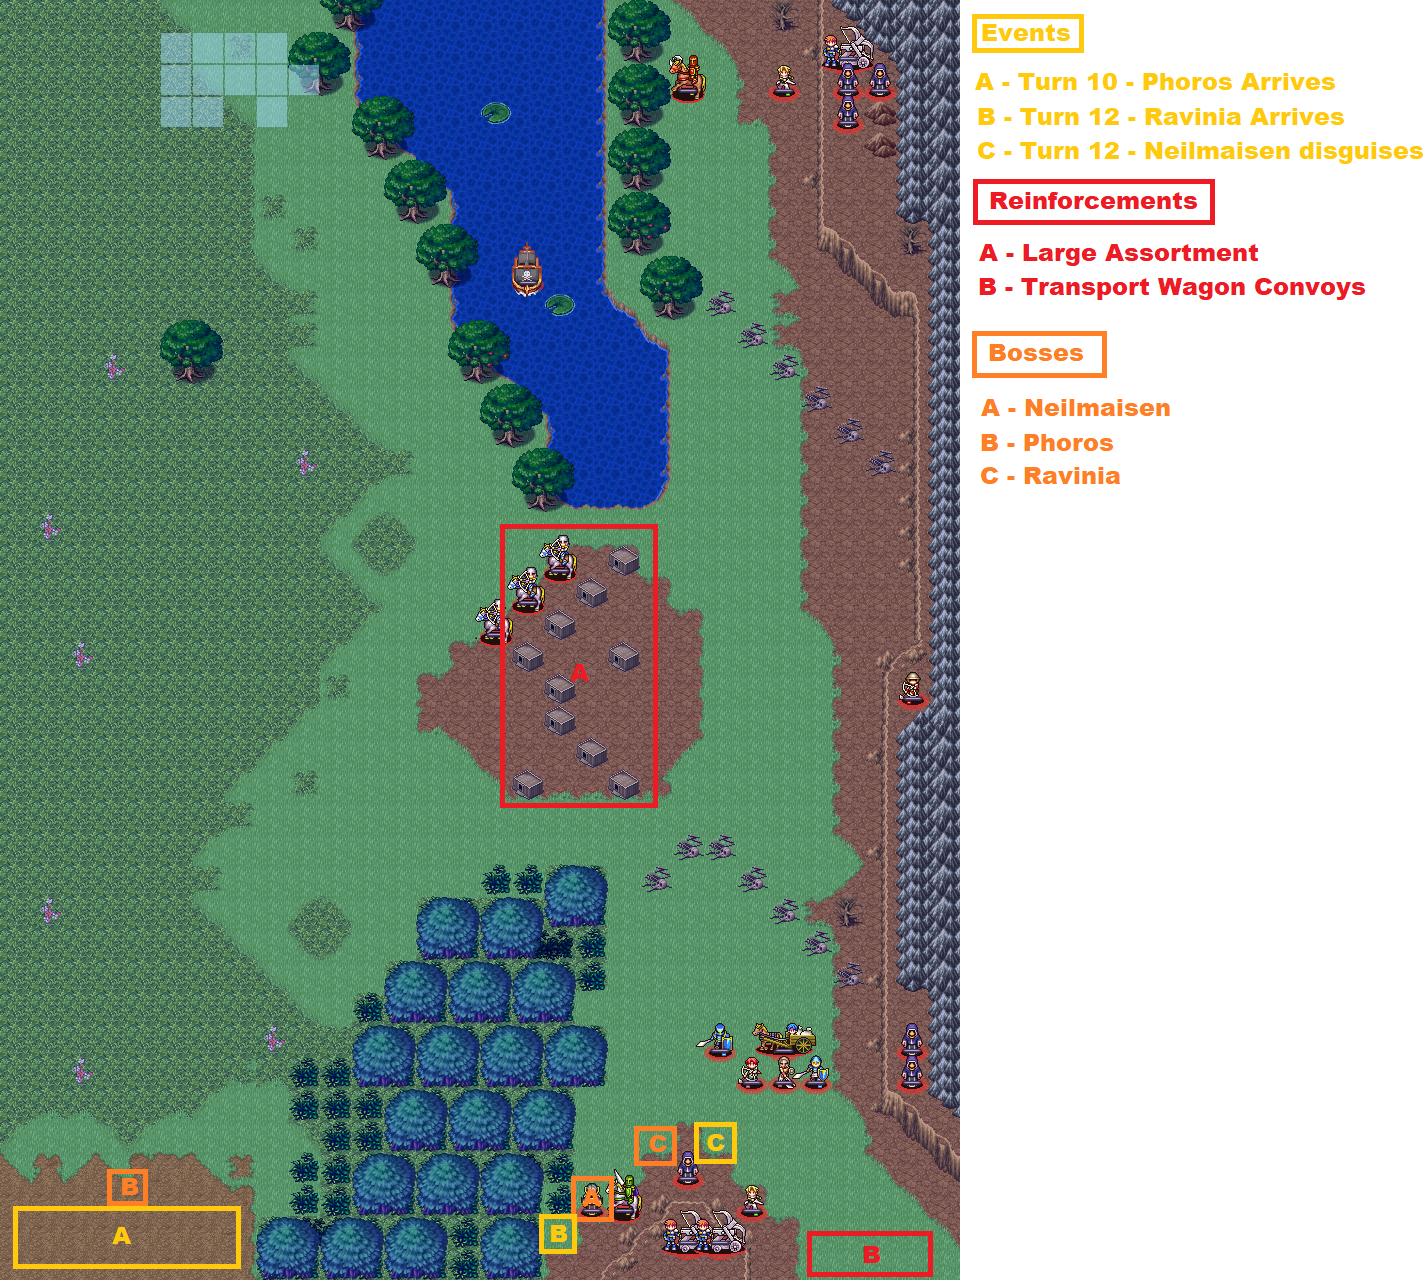 Events
A - Turn 10 - Phoros Arrives
B - Turn 12 - Ravinia Arrives
C - Turn 12 - Neilmaisen disguises
Reinforcements
A - Large Assortment
B - Transport Wagon Convoys
Bosses
A - Neilmaisen
B - Phoros
C - Ravinia
A
C
C
B
A
A
B
B